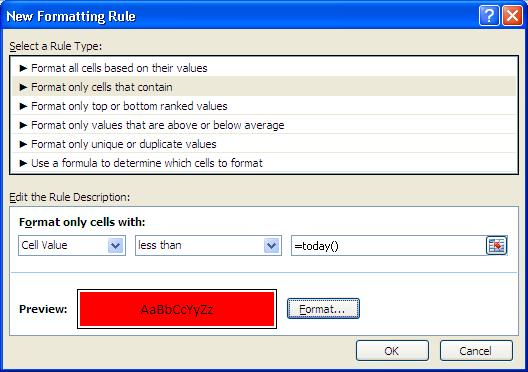 New Formatting Rule
Select a Rule Type:
► Format all cells based on their values
► Format only cells that contain
► Format only top or bottom ranked values
► Format only values that are above or below average
► Format only unique or duplicate values
► Use a formula to determine which cells to format
Edit the Rule Description:
Format only cells with:
Cell Value less than =today()
Preview: AaBbCcYyZz Format...
OK Cancel